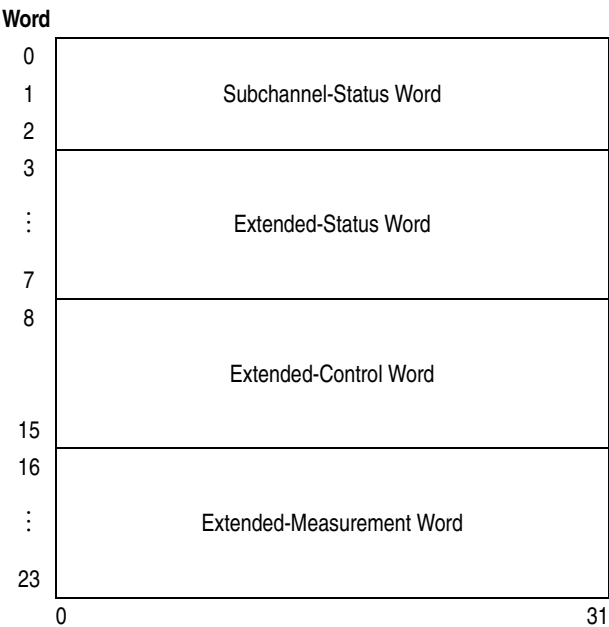 Word
0
1 Subchannel-Status Word
2
3
⋮ Extended-Status Word
7
8
Extended-Control Word
15
16
⋮ Extended-Measurement Word
23
0 31